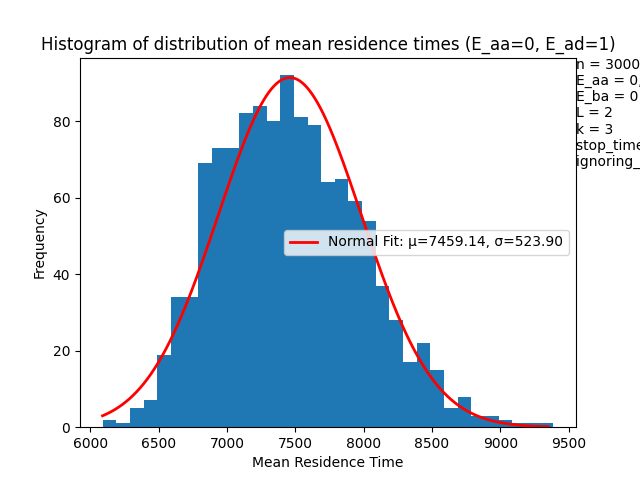 Histogram of distribution of mean residence times (E_aa=0, E_ad=1)
n = 3000
E_aa = 0,
E_ba = 0
L = 2
k = 3
stop_time
ignoring_
Frequency
80
60
40
20
0
Normal Fit: μ=7459.14, σ=523.90
6000 6500 7000 7500 8000 8500 9000 9500
Mean Residence Time